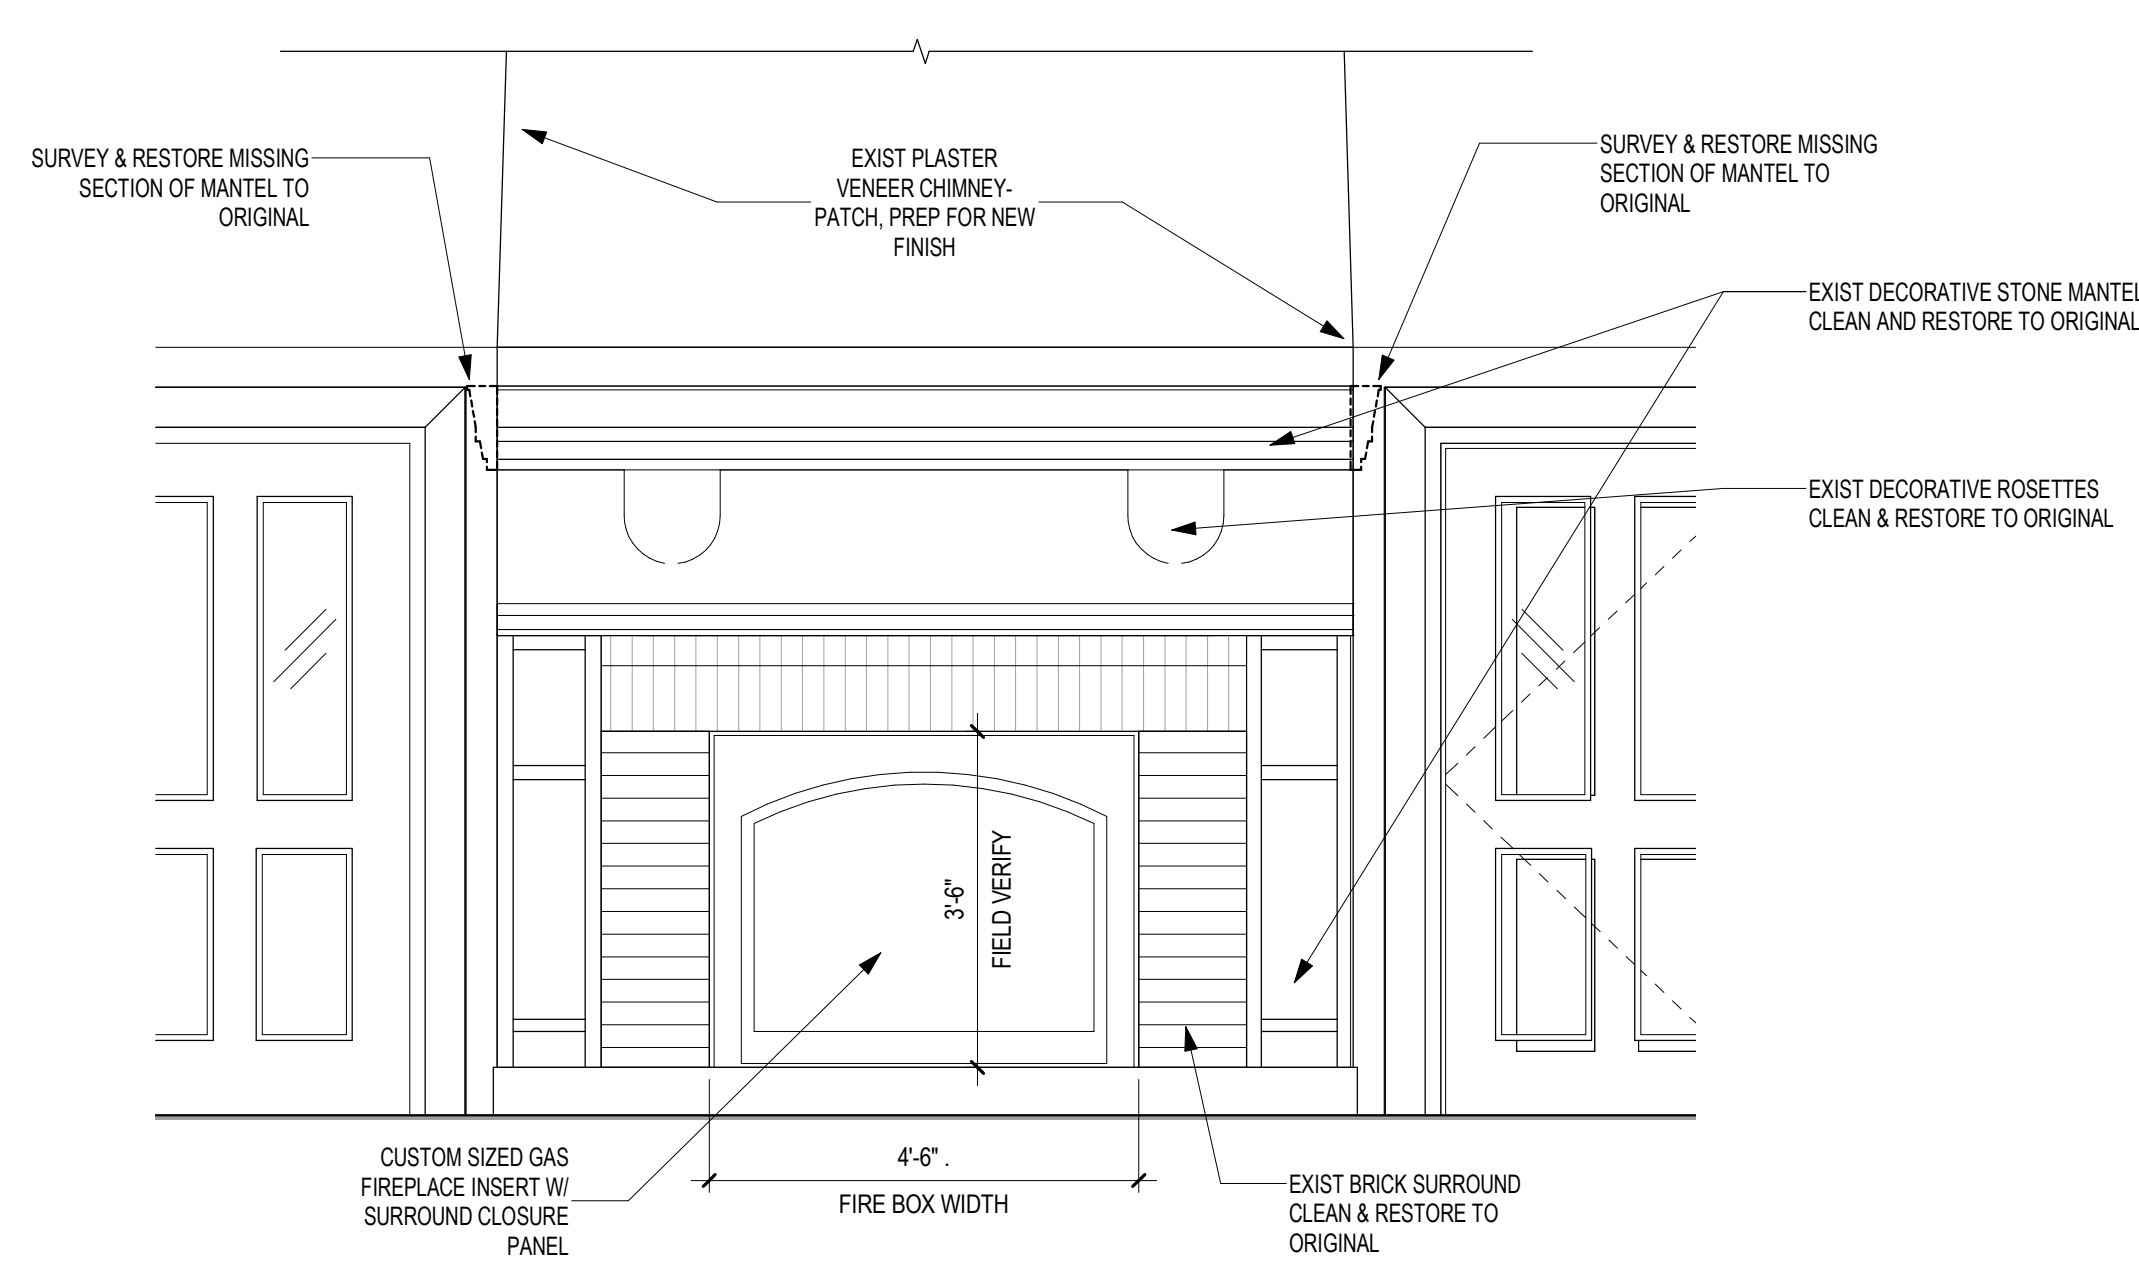 SURVEY & RESTORE MISSING
SECTION OF MANTEL TO
ORIGINAL
EXIST PLASTER
VENEER CHIMNEY-
PATCH, PREP FOR NEW
FINISH
SURVEY & RESTORE MISSING
SECTION OF MANTEL TO
ORIGINAL
EXIST DECORATIVE STONE MANTEL
CLEAN AND RESTORE TO ORIGINAL
EXIST DECORATIVE ROSETTES
CLEAN & RESTORE TO ORIGINAL
3'-6"
FIELD VERIFY
CUSTOM SIZED GAS
FIREPLACE INSERT W/
SURROUND CLOSURE
PANEL
4'-6" .
FIRE BOX WIDTH
EXIST BRICK SURROUND
CLEAN & RESTORE TO
ORIGINAL